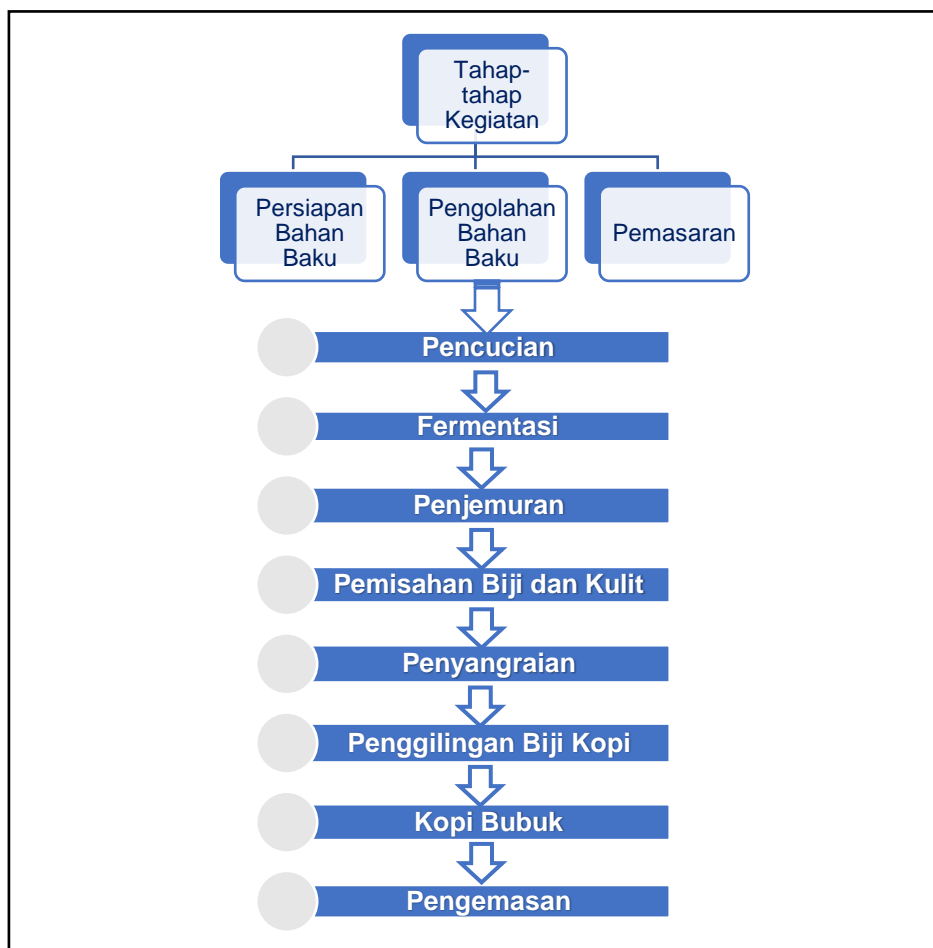 Tahap-
tahap
Kegiatan
Persiapan
Bahan
Baku
Pengolahan
Bahan
Baku
Pemasaran
Pencucian
Fermentasi
Penjemuran
Pemisahan Biji dan Kulit
Penyangraian
Penggilingan Biji Kopi
Kopi Bubuk
Pengemasan